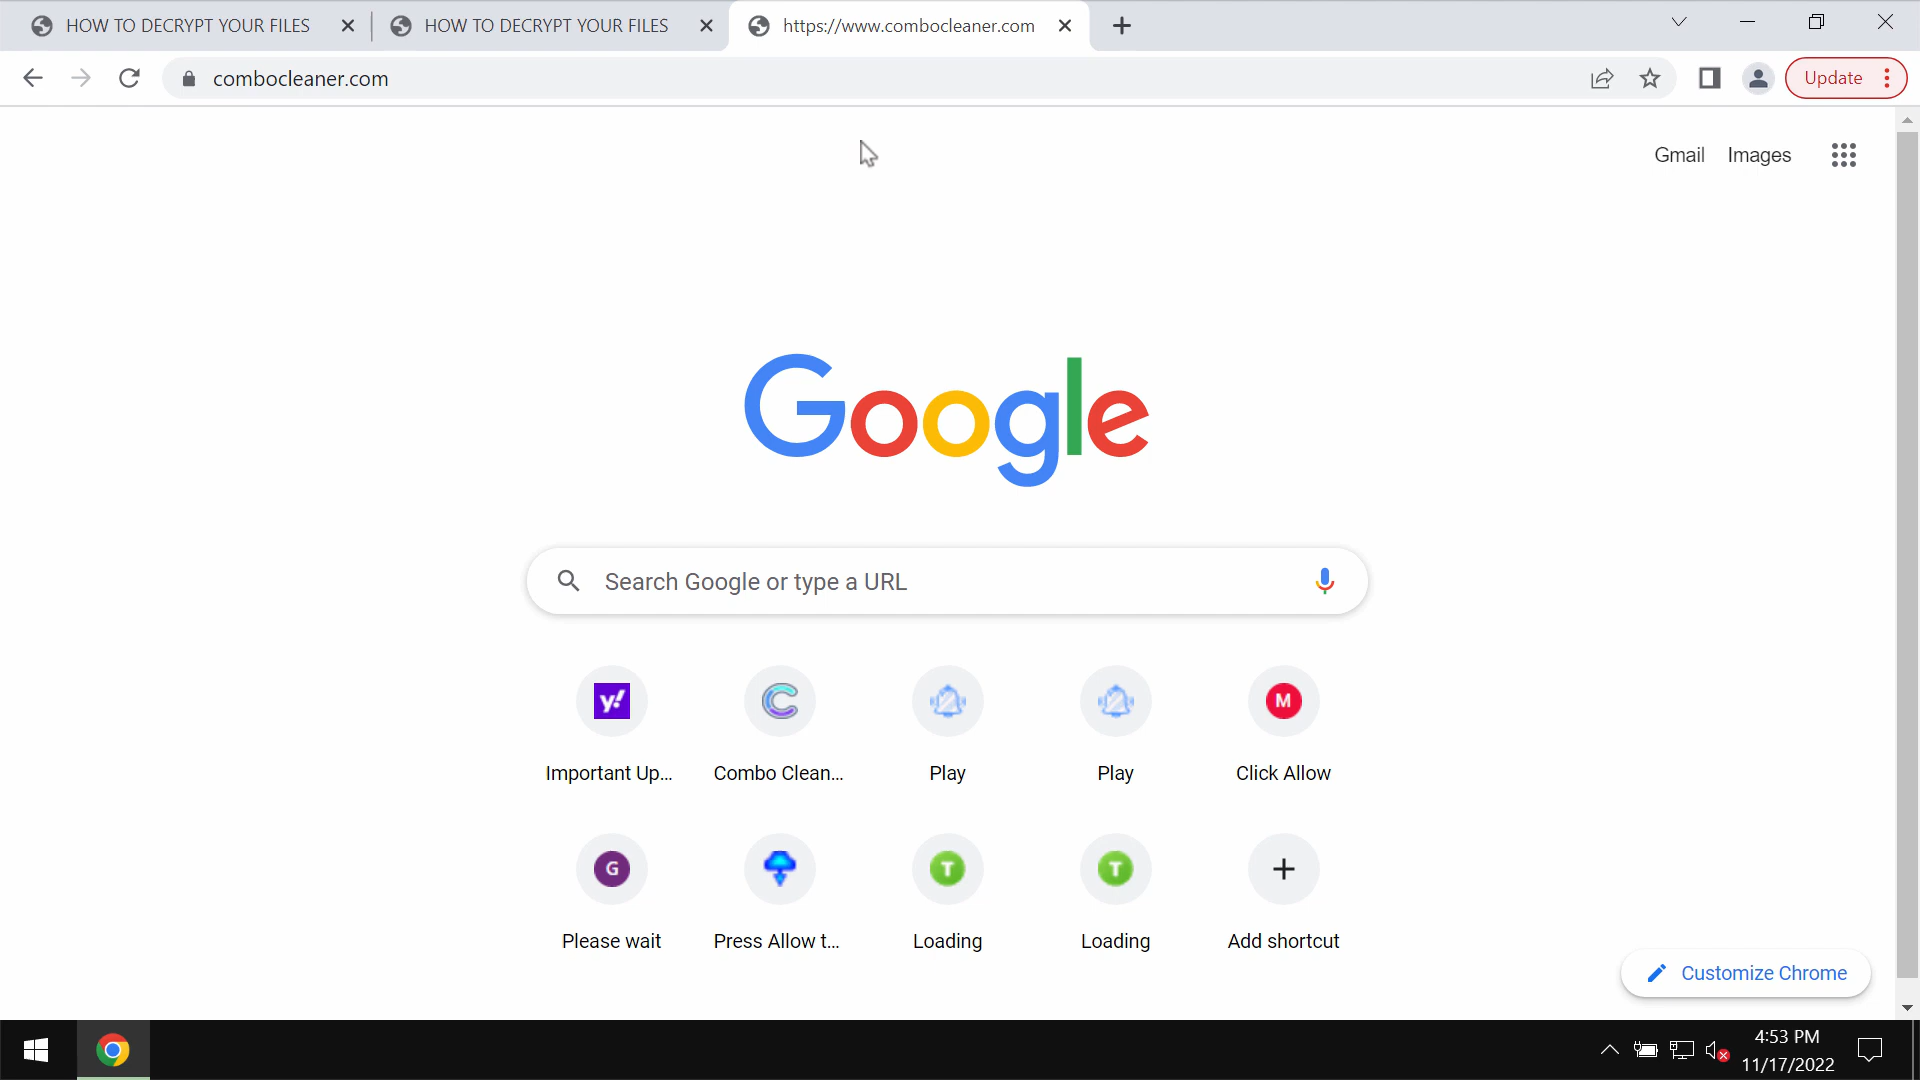 HOW TO DECRYPT YOUR FILES
HOW TO DECRYPT YOUR FILES
https://www.combocleaner.com
combocleaner.com
Update
Gmail
Images
Google
Search Google or type a URL
y!
M
Important Up...
Combo Clean...
Play
Play
Click Allow
G
T
T
Please wait
Press Allow t...
Loading
Loading
Add shortcut
Customize Chrome
4:53 PM
11/17/2022